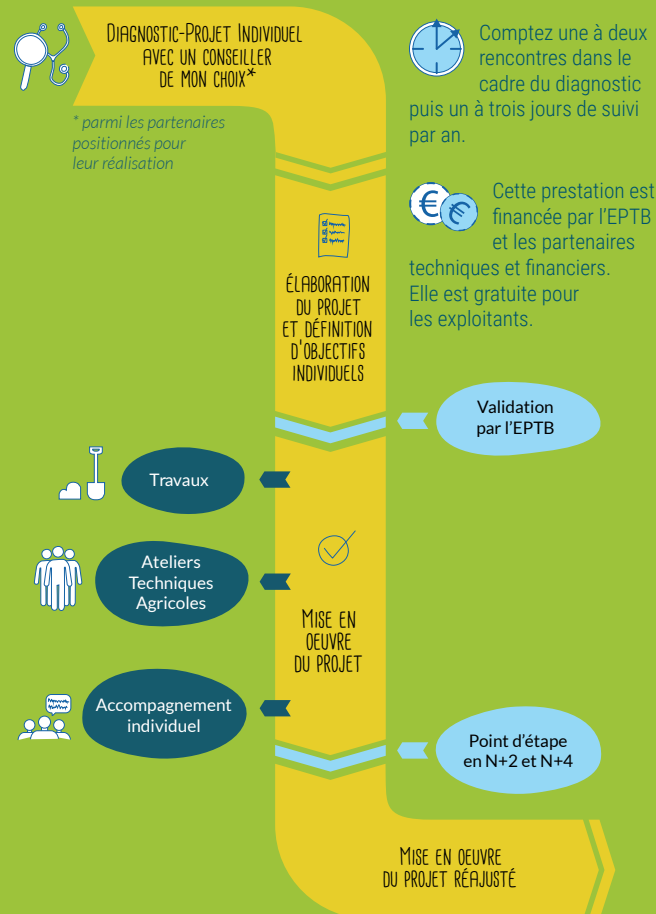 Diagnostic-Projet Individuel
avec un conseiller
de mon choix*
* parmi les partenaires
positionnés pour
leur réalisation
Comptez une à deux
rencontres dans le
cadre du diagnostic
puis un à trois jours de suivi
par an.
Cette prestation est
financée par l'EPTB
et les partenaires
techniques et financiers.
Elle est gratuite pour
les exploitants.
Élaboration
du projet
et définition
d'objectifs
individuels
Validation
par l'EPTB
Travaux
Ateliers
Techniques
Agricoles
Mise en
oeuvre
du projet
Accompagnement
individuel
Point d'étape
en N+2 et N+4
Mise en oeuvre
du projet réajusté